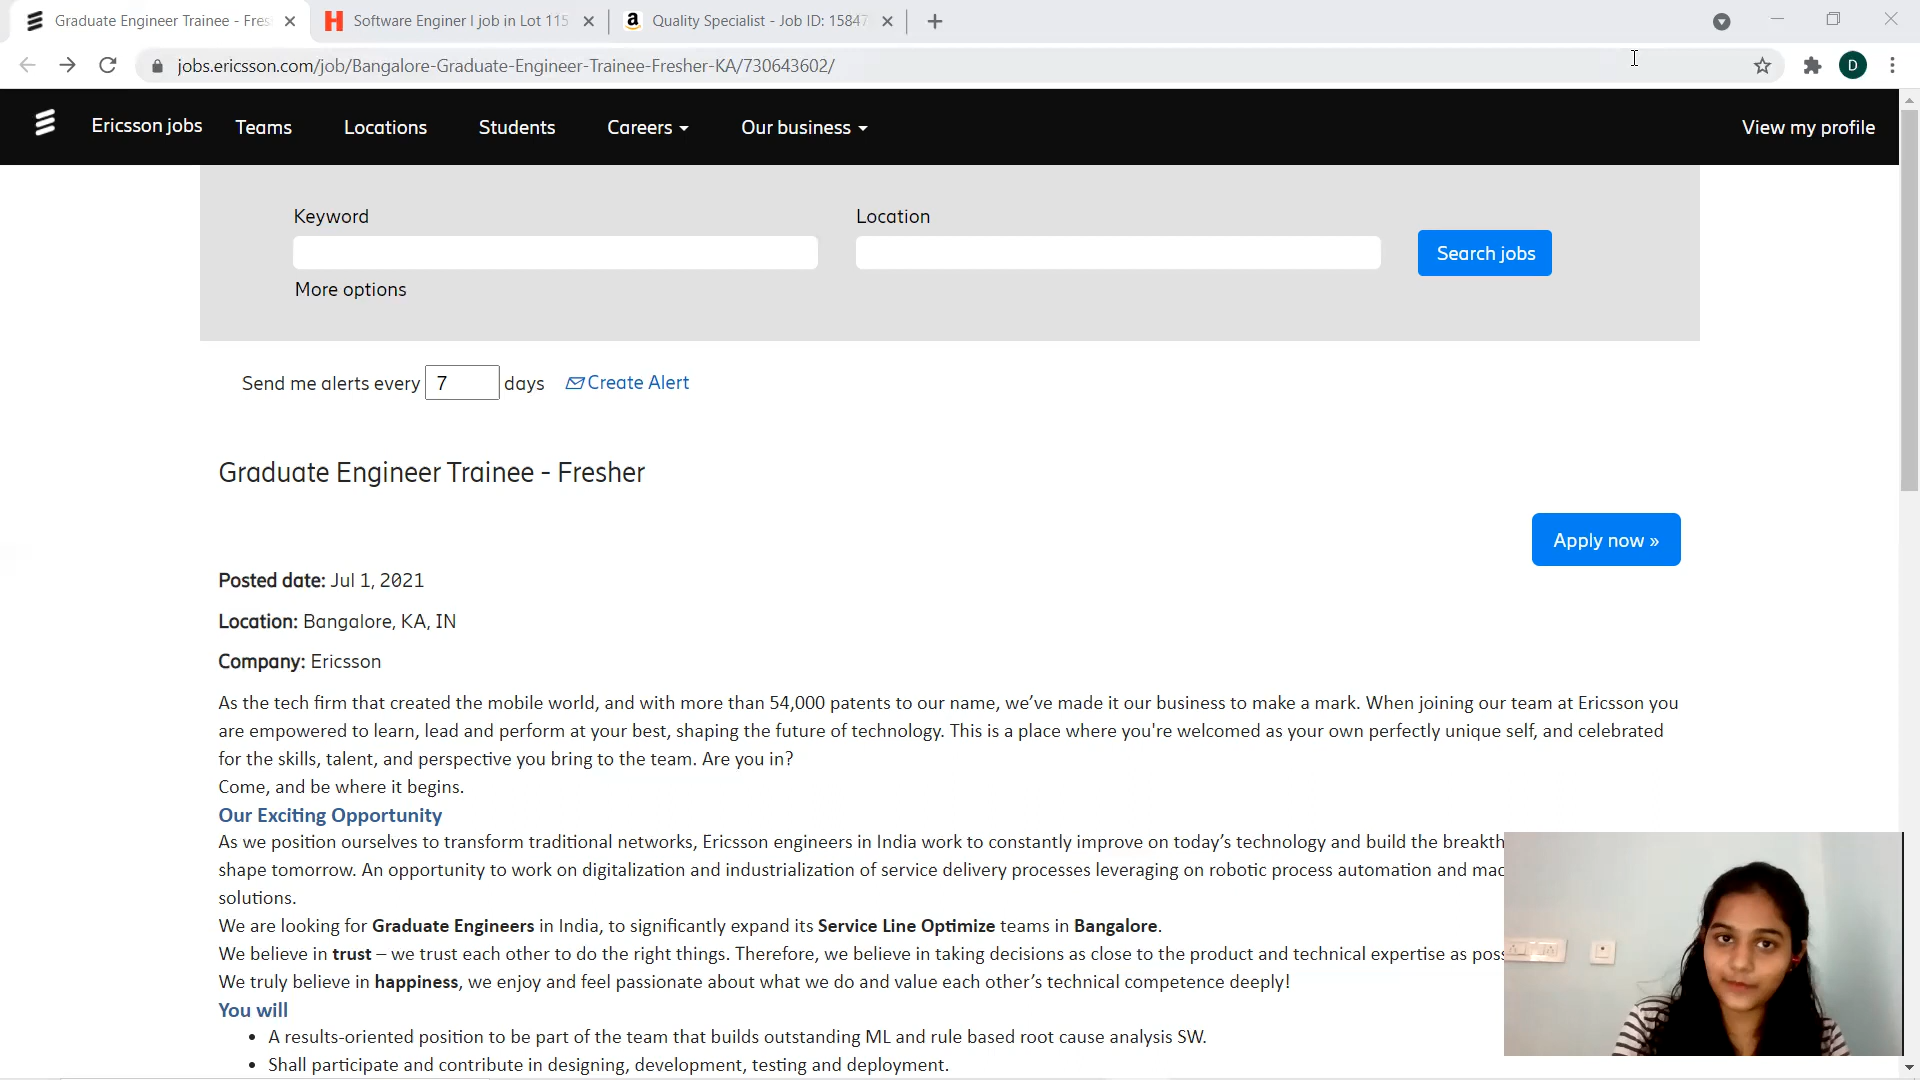 Graduate Engineer Trainee - Fres
Software Enginer I job in Lot 115
a Quality Specialist - Job ID: 15847
jobs.ericsson.com/job/Bangalore-Graduate-Engineer-Trainee-Fresher-KA/730643602/
D
Ericsson jobs Teams Locations Students Careers Our business View my profile
Keyword Location
Search jobs
More options
Send me alerts every 7 days Create Alert
Graduate Engineer Trainee - Fresher
Apply now »
Posted date: Jul 1, 2021
Location: Bangalore, KA, IN
Company: Ericsson
As the tech firm that created the mobile world, and with more than 54,000 patents to our name, we’ve made it our business to make a mark. When joining our team at Ericsson you
are empowered to learn, lead and perform at your best, shaping the future of technology. This is a place where you're welcomed as your own perfectly unique self, and celebrated
for the skills, talent, and perspective you bring to the team. Are you in?
Come, and be where it begins.
Our Exciting Opportunity
As we position ourselves to transform traditional networks, Ericsson engineers in India work to constantly improve on today’s technology and build the breakth
shape tomorrow. An opportunity to work on digitalization and industrialization of service delivery processes leveraging on robotic process automation and mac
solutions.
We are looking for Graduate Engineers in India, to significantly expand its Service Line Optimize teams in Bangalore.
We believe in trust – we trust each other to do the right things. Therefore, we believe in taking decisions as close to the product and technical expertise as poss
We truly believe in happiness, we enjoy and feel passionate about what we do and value each other’s technical competence deeply!
You will
• A results-oriented position to be part of the team that builds outstanding ML and rule based root cause analysis SW.
• Shall participate and contribute in designing, development, testing and deployment.